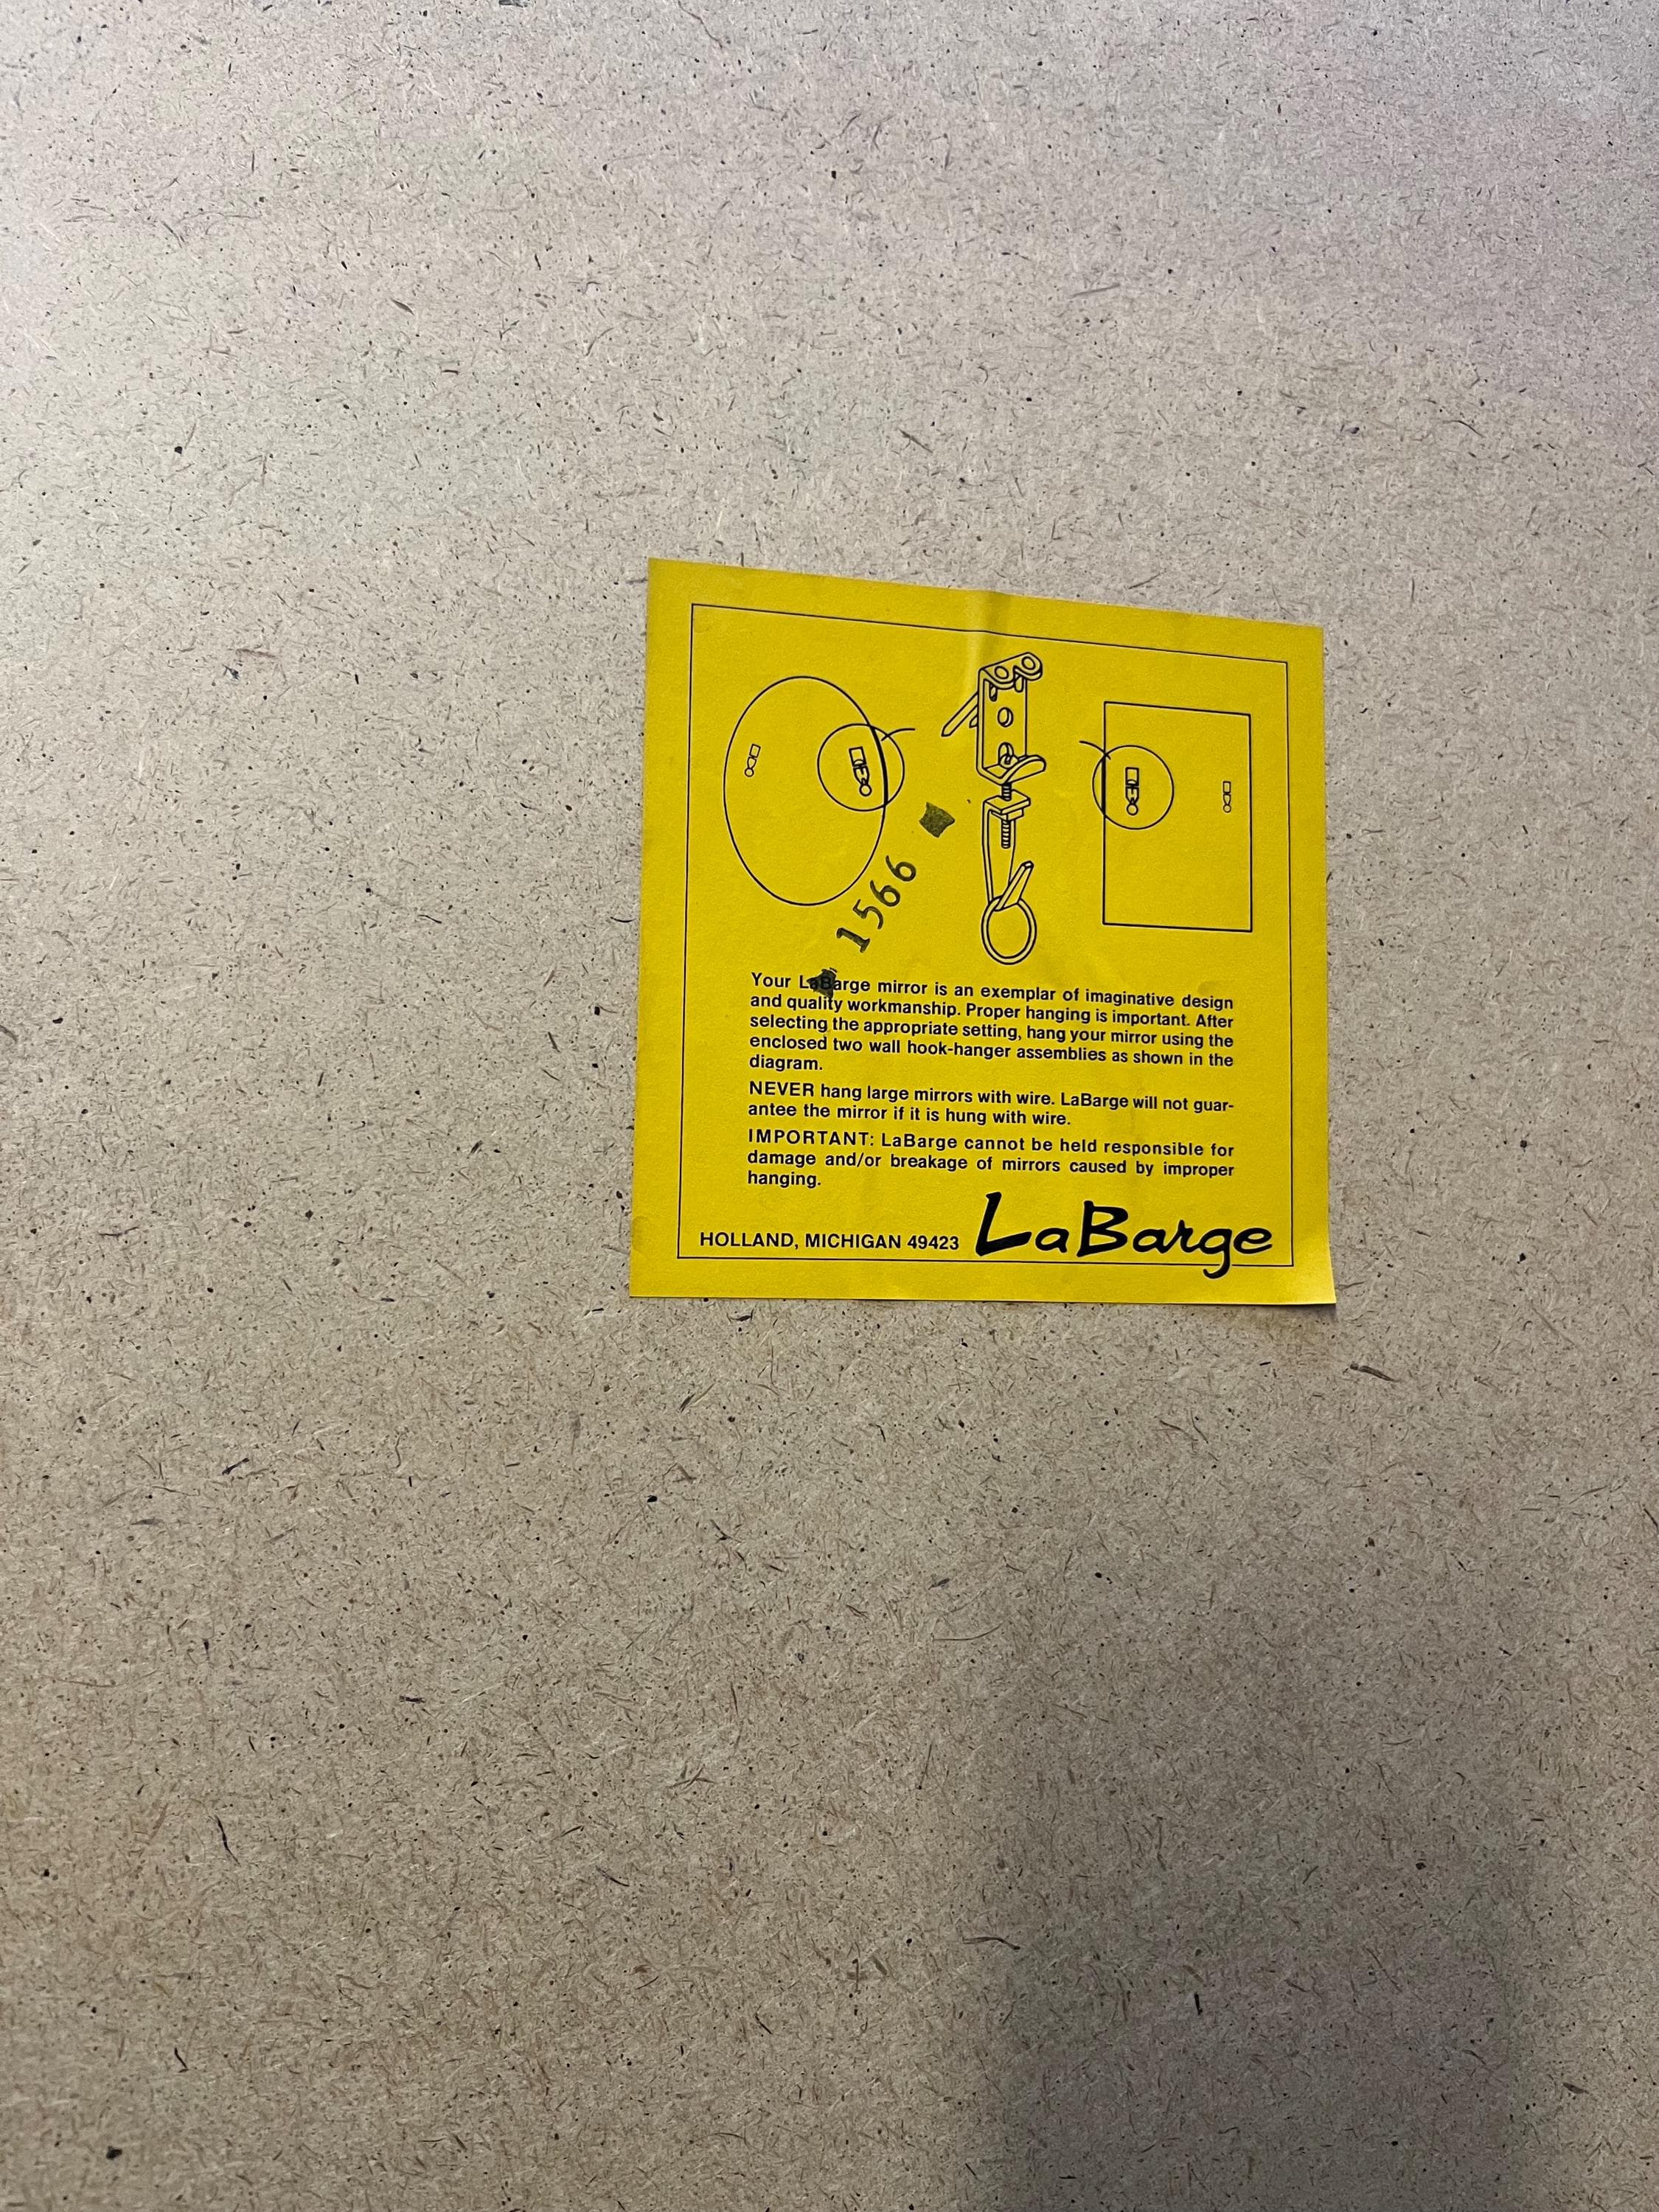 1566
Your LaBarge mirror is an exemplar of imaginative design
and quality workmanship. Proper hanging is important. After
selecting the appropriate setting, hang your mirror using the
enclosed two wall hook-hanger assemblies as shown in the
diagram.
NEVER hang large mirrors with wire. LaBarge will not guar-
antee the mirror if it is hung with wire.
IMPORTANT: LaBarge cannot be held responsible for
damage and/or breakage of mirrors caused by improper
hanging.
HOLLAND, MICHIGAN 49423 LaBarge